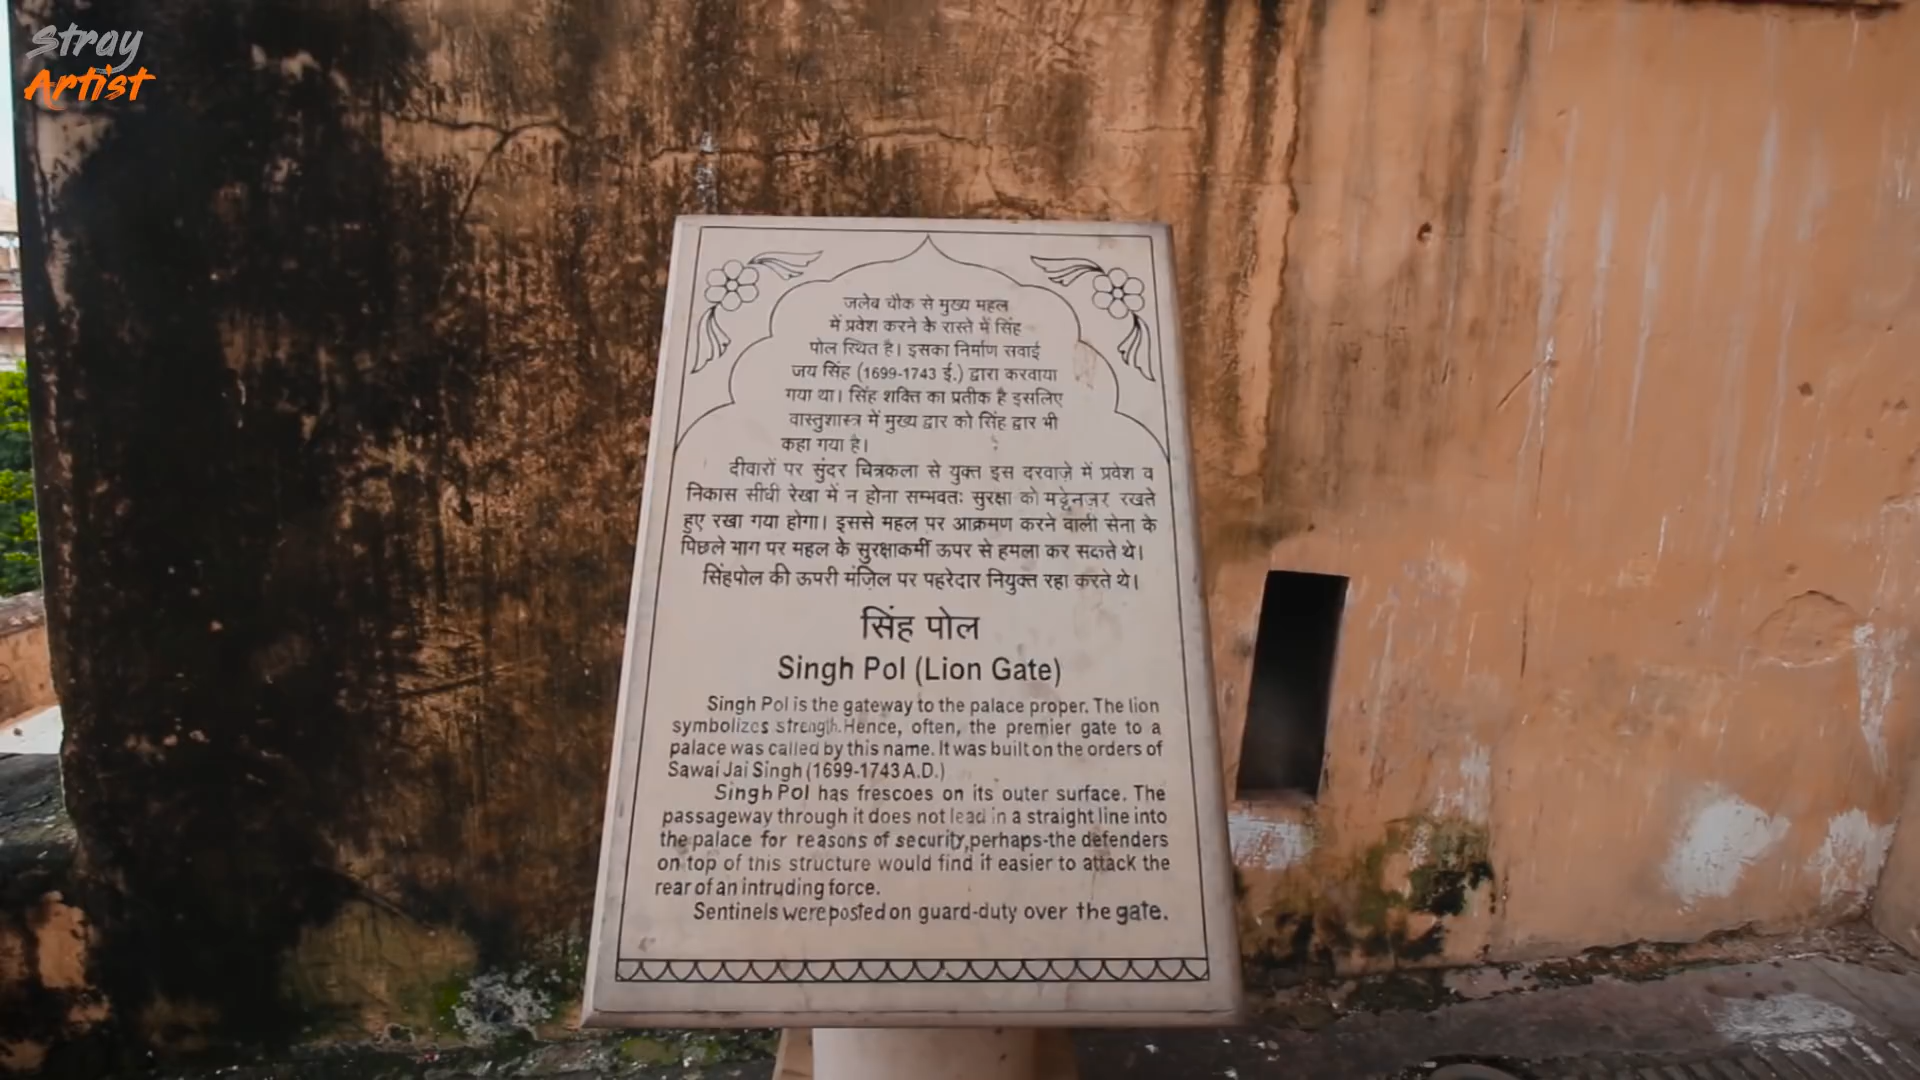 Stray
Artist
जलेब चौक से मुख्य महल
में प्रवेश करने के रास्ते में सिंह
पोल स्थित है। इसका निर्माण सवाई
जय सिंह (1699-1743 ई.) द्वारा करवाया
गया था। सिंह शक्ति का प्रतीक है इसलिए
वास्तुशास्त्र में मुख्य द्वार को सिंह द्वार भी
कहा गया है।
दीवारों पर सुंदर चित्रकला से युक्त इस दरवाज़े में प्रवेश व
निकास सीधी रेखा में न होना सम्भवतः सुरक्षा को मद्देनज़र रखते
हुए रखा गया होगा। इससे महल पर आक्रमण करने वाली सेना के
पिछले भाग पर महल के सुरक्षाकर्मी ऊपर से हमला कर सकते थे।
सिंहपोल की ऊपरी मंज़िल पर पहरेदार नियुक्त रहा करते थे।
सिंह पोल
Singh Pol (Lion Gate)
Singh Pol is the gateway to the palace proper. The lion
symbolizes strength. Hence, often, the premier gate to a
palace was called by this name. It was built on the orders of
Sawai Jai Singh (1699-1743 A.D.)
Singh Pol has frescoes on its outer surface. The
passageway through it does not lead in a straight line into
the palace for reasons of security, perhaps-the defenders
on top of this structure would find it easier to attack the
rear of an intruding force.
Sentinels were posted on guard-duty over the gate.